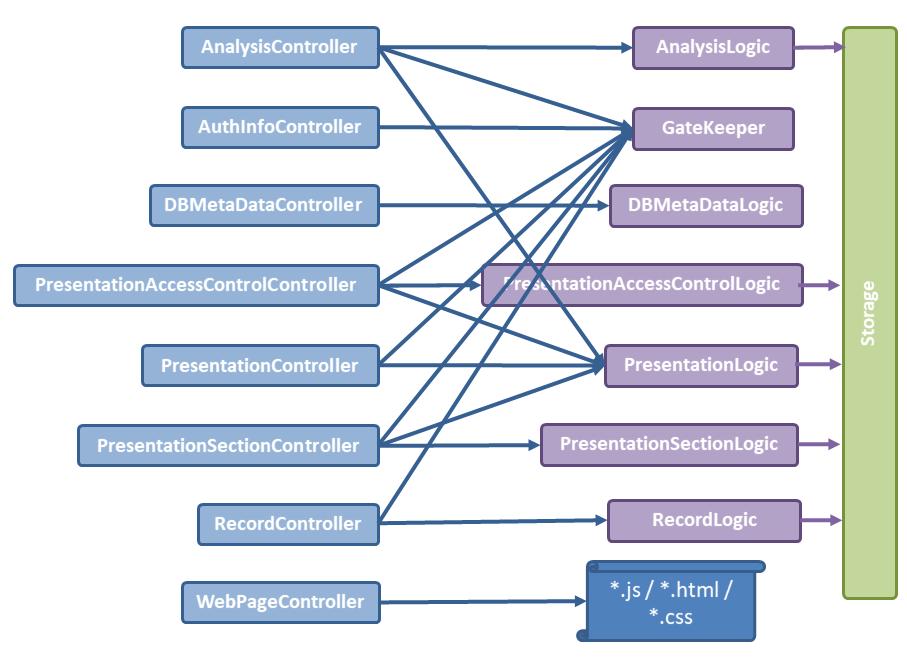 AnalysisController
AnalysisLogic
AuthInfoController
GateKeeper
DBMetaDataController
DBMetaDataLogic
PresentationAccessControlController
PresentationAccessControlLogic
Storage
PresentationController
PresentationLogic
PresentationSectionController
PresentationSectionLogic
RecordController
RecordLogic
WebPageController
*.js / *.html /
*.css